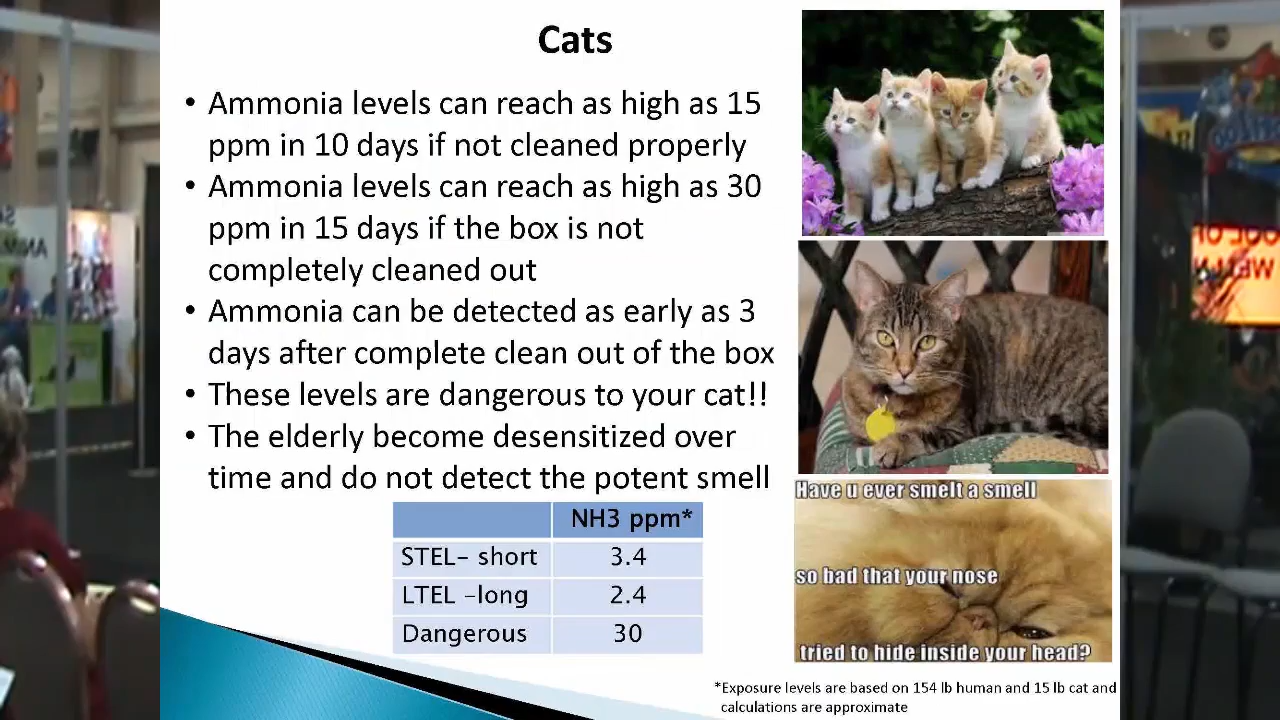 Cats
• Ammonia levels can reach as high as 15
ppm in 10 days if not cleaned properly
• Ammonia levels can reach as high as 30
ppm in 15 days if the box is not
completely cleaned out
• Ammonia can be detected as early as 3
days after complete clean out of the box
• These levels are dangerous to your cat!!
• The elderly become desensitized over
time and do not detect the potent smell
NH3 ppm*
STEL- short 3.4
LTEL -long 2.4
Dangerous 30
Have u ever smelt a smell
so bad that your nose
tried to hide inside your head?
*Exposure levels are based on 154 lb human and 15 lb cat and
calculations are approximate